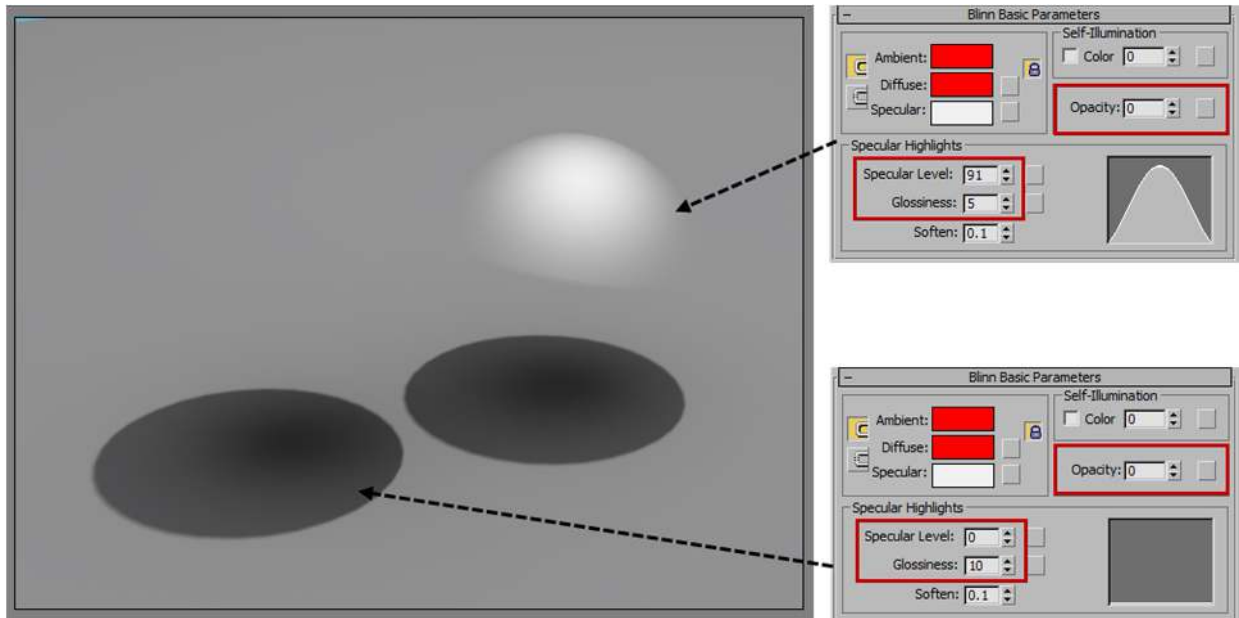 Blinn Basic Parameters
Self-Illumination
Ambient:
Color 0
Diffuse:
Specular:
Opacity: 0
Specular Highlights
Specular Level: 91
Glossiness: 5
Soften: 0.1
Blinn Basic Parameters
Self-Illumination
Ambient:
Color 0
Diffuse:
Specular:
Opacity: 0
Specular Highlights
Specular Level: 0
Glossiness: 10
Soften: 0.1